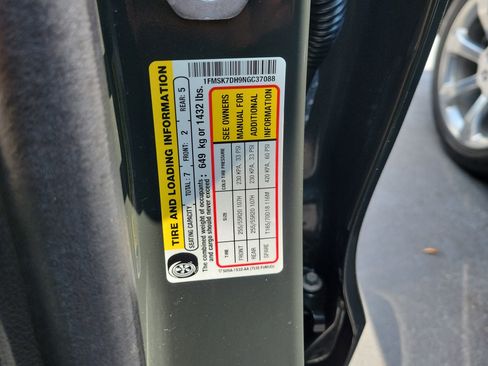 1FMSK7DH9NGC37088
TIRE AND LOADING INFORMATION
SEATING CAPACITY TOTAL: 7 FRONT: 2 REAR: 5
The combined weight of occupants and cargo should never exceed : 649 kg or 1432 lbs.
TIRE SIZE COLD TIRE PRESSURE
FRONT 255/55R20 107H 230 KPA, 33 PSI
REAR 255/55R20 107H 230 KPA, 33 PSI
SPARE T165/70D18 116M 420 KPA, 60 PSI
SEE OWNERS
MANUAL FOR
ADDITIONAL
INFORMATION